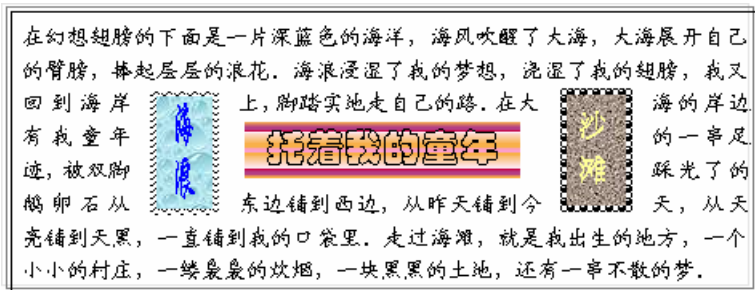 在幻想翅膀的下面是一片深蓝色的海洋，海风吹醒了大海，大海展开自己
的臂膀，捧起层层的浪花．海浪浸湿了我的梦想，浇湿了我的翅膀，我又
回到海岸上，脚踏实地走自己的路．在大海的岸边
有我童年的一串足
迹，被双脚踩光了的
鹅卵石从东边铺到西边，从昨天铺到今天，从天
亮铺到天黑，一直铺到我的口袋里．走过海滩，就是我出生的地方，一个
小小的村庄，一缕袅袅的炊烟，一块黑黑的土地，还有一串不散的梦．
海浪
托着我的童年
沙滩